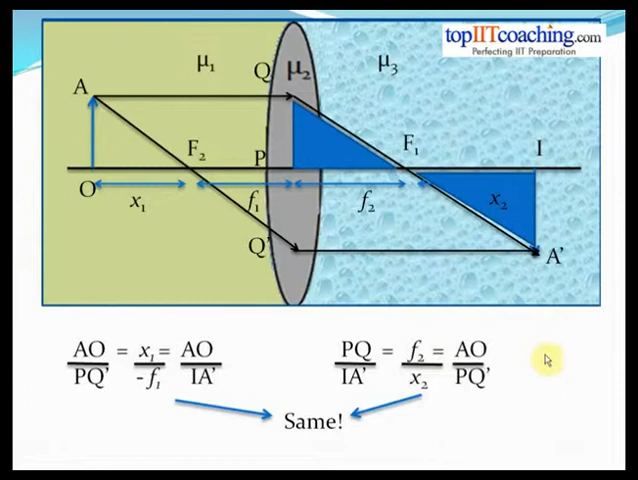 topIITcoaching.com
Perfecting IIT Preparation
μ₁
Q
μ₂
μ₃
A
F₂
P
F₁
I
O
x₁
f₁
f₂
x₂
Q'
A'
AO = x₁ = AO
PQ' -f₁ IA'
PQ = f₂ = AO
IA' x₂ PQ'
Same!